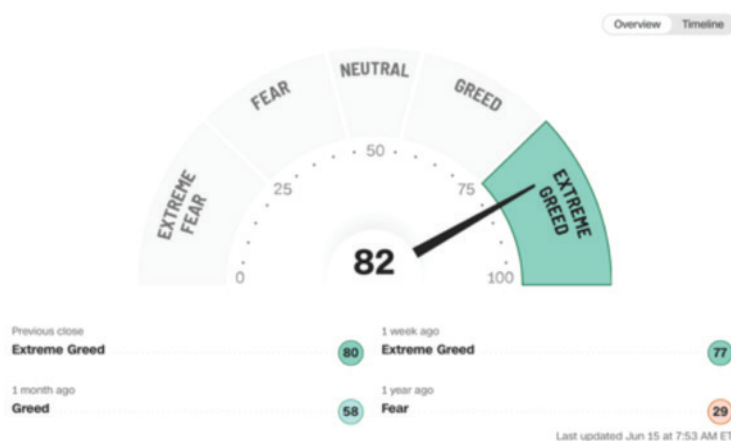 Overview Timeline
EXTREME FEAR
FEAR
NEUTRAL
GREED
EXTREME GREED
0
25
50
75
100
82
Previous close
Extreme Greed 80
1 week ago
Extreme Greed 77
1 month ago
Greed 58
1 year ago
Fear 29
Last updated Jun 15 at 7:53 AM ET